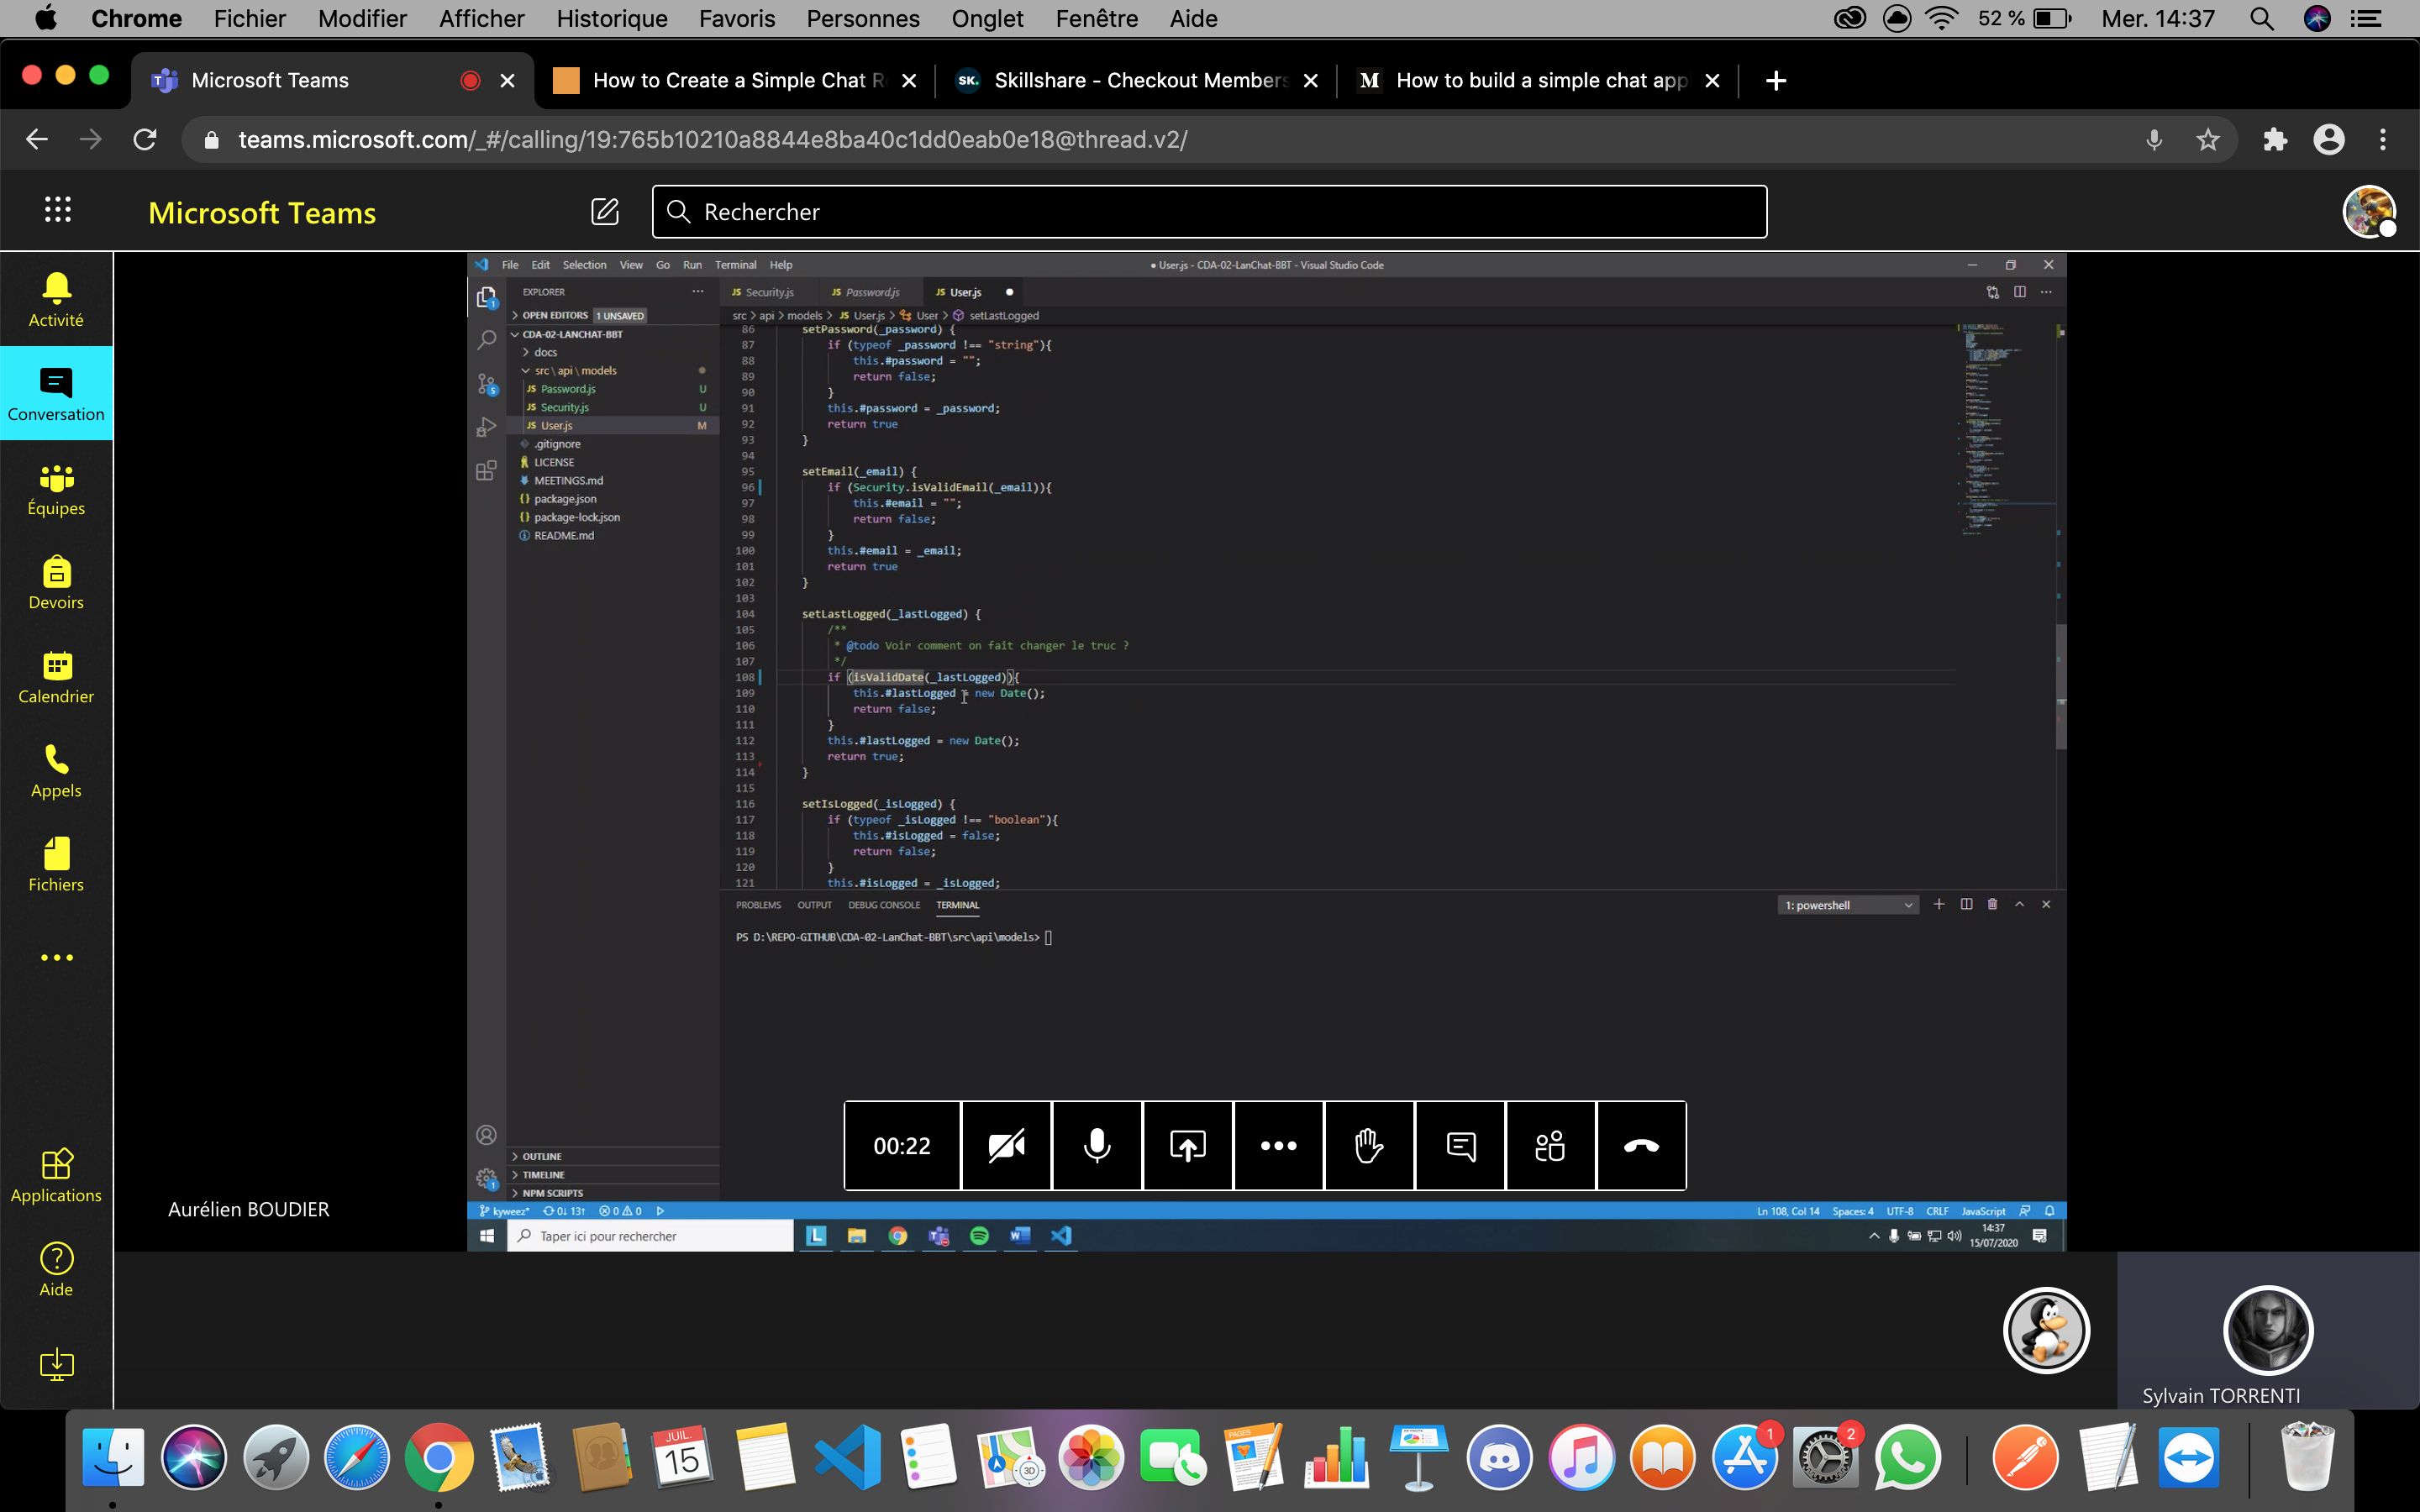 Chrome Fichier Modifier Afficher Historique Favoris Personnes Onglet Fenêtre Aide 52 % Mer. 14:37
Microsoft Teams How to Create a Simple Chat R Skillshare - Checkout Members How to build a simple chat app
teams.microsoft.com/_#/calling/19:765b10210a8844e8ba40c1dd0eab0e18@thread.v2/
Microsoft Teams Rechercher
Activité
Conversation
Équipes
Devoirs
Calendrier
Appels
Fichiers
Applications
Aide
File Edit Selection View Go Run Terminal Help ● User.js - CDA-02-LanChat-BBT - Visual Studio Code
EXPLORER
OPEN EDITORS 1 UNSAVED
CDA-02-LANCHAT-BBT
docs
src\api\models
JS Password.js U
JS Security.js U
JS User.js M
.gitignore
LICENSE
MEETINGS.md
{} package.json
{} package-lock.json
README.md
OUTLINE
TIMELINE
NPM SCRIPTS
JS Security.js JS Password.js JS User.js
src > api > models > JS User.js > User > setLastLogged
86 setPassword(_password) {
87 if (typeof _password !== "string"){
88 this.#password = "";
89 return false;
90 }
91 this.#password = _password;
92 return true
93 }
94
95 setEmail(_email) {
96 if (Security.isValidEmail(_email)){
97 this.#email = "";
98 return false;
99 }
100 this.#email = _email;
101 return true
102 }
103
104 setLastLogged(_lastLogged) {
105 /**
106 * @todo Voir comment on fait changer le truc ?
107 */
108 if (isValidDate(_lastLogged)){
109 this.#lastLogged = new Date();
110 return false;
111 }
112 this.#lastLogged = new Date();
113 return true;
114 }
115
116 setIsLogged(_isLogged) {
117 if (typeof _isLogged !== "boolean"){
118 this.#isLogged = false;
119 return false;
120 }
121 this.#isLogged = _isLogged;
PROBLEMS OUTPUT DEBUG CONSOLE TERMINAL 1: powershell
PS D:\REPO-GITHUB\CDA-02-LanChat-BBT\src\api\models>
00:22
kyweez* 0↓ 13↑ 0 0 Ln 108, Col 14 Spaces: 4 UTF-8 CRLF JavaScript
Taper ici pour rechercher 14:37
15/07/2020
Aurélien BOUDIER
Sylvain TORRENTI
JUIL.
15
PAGES
3D
1
2